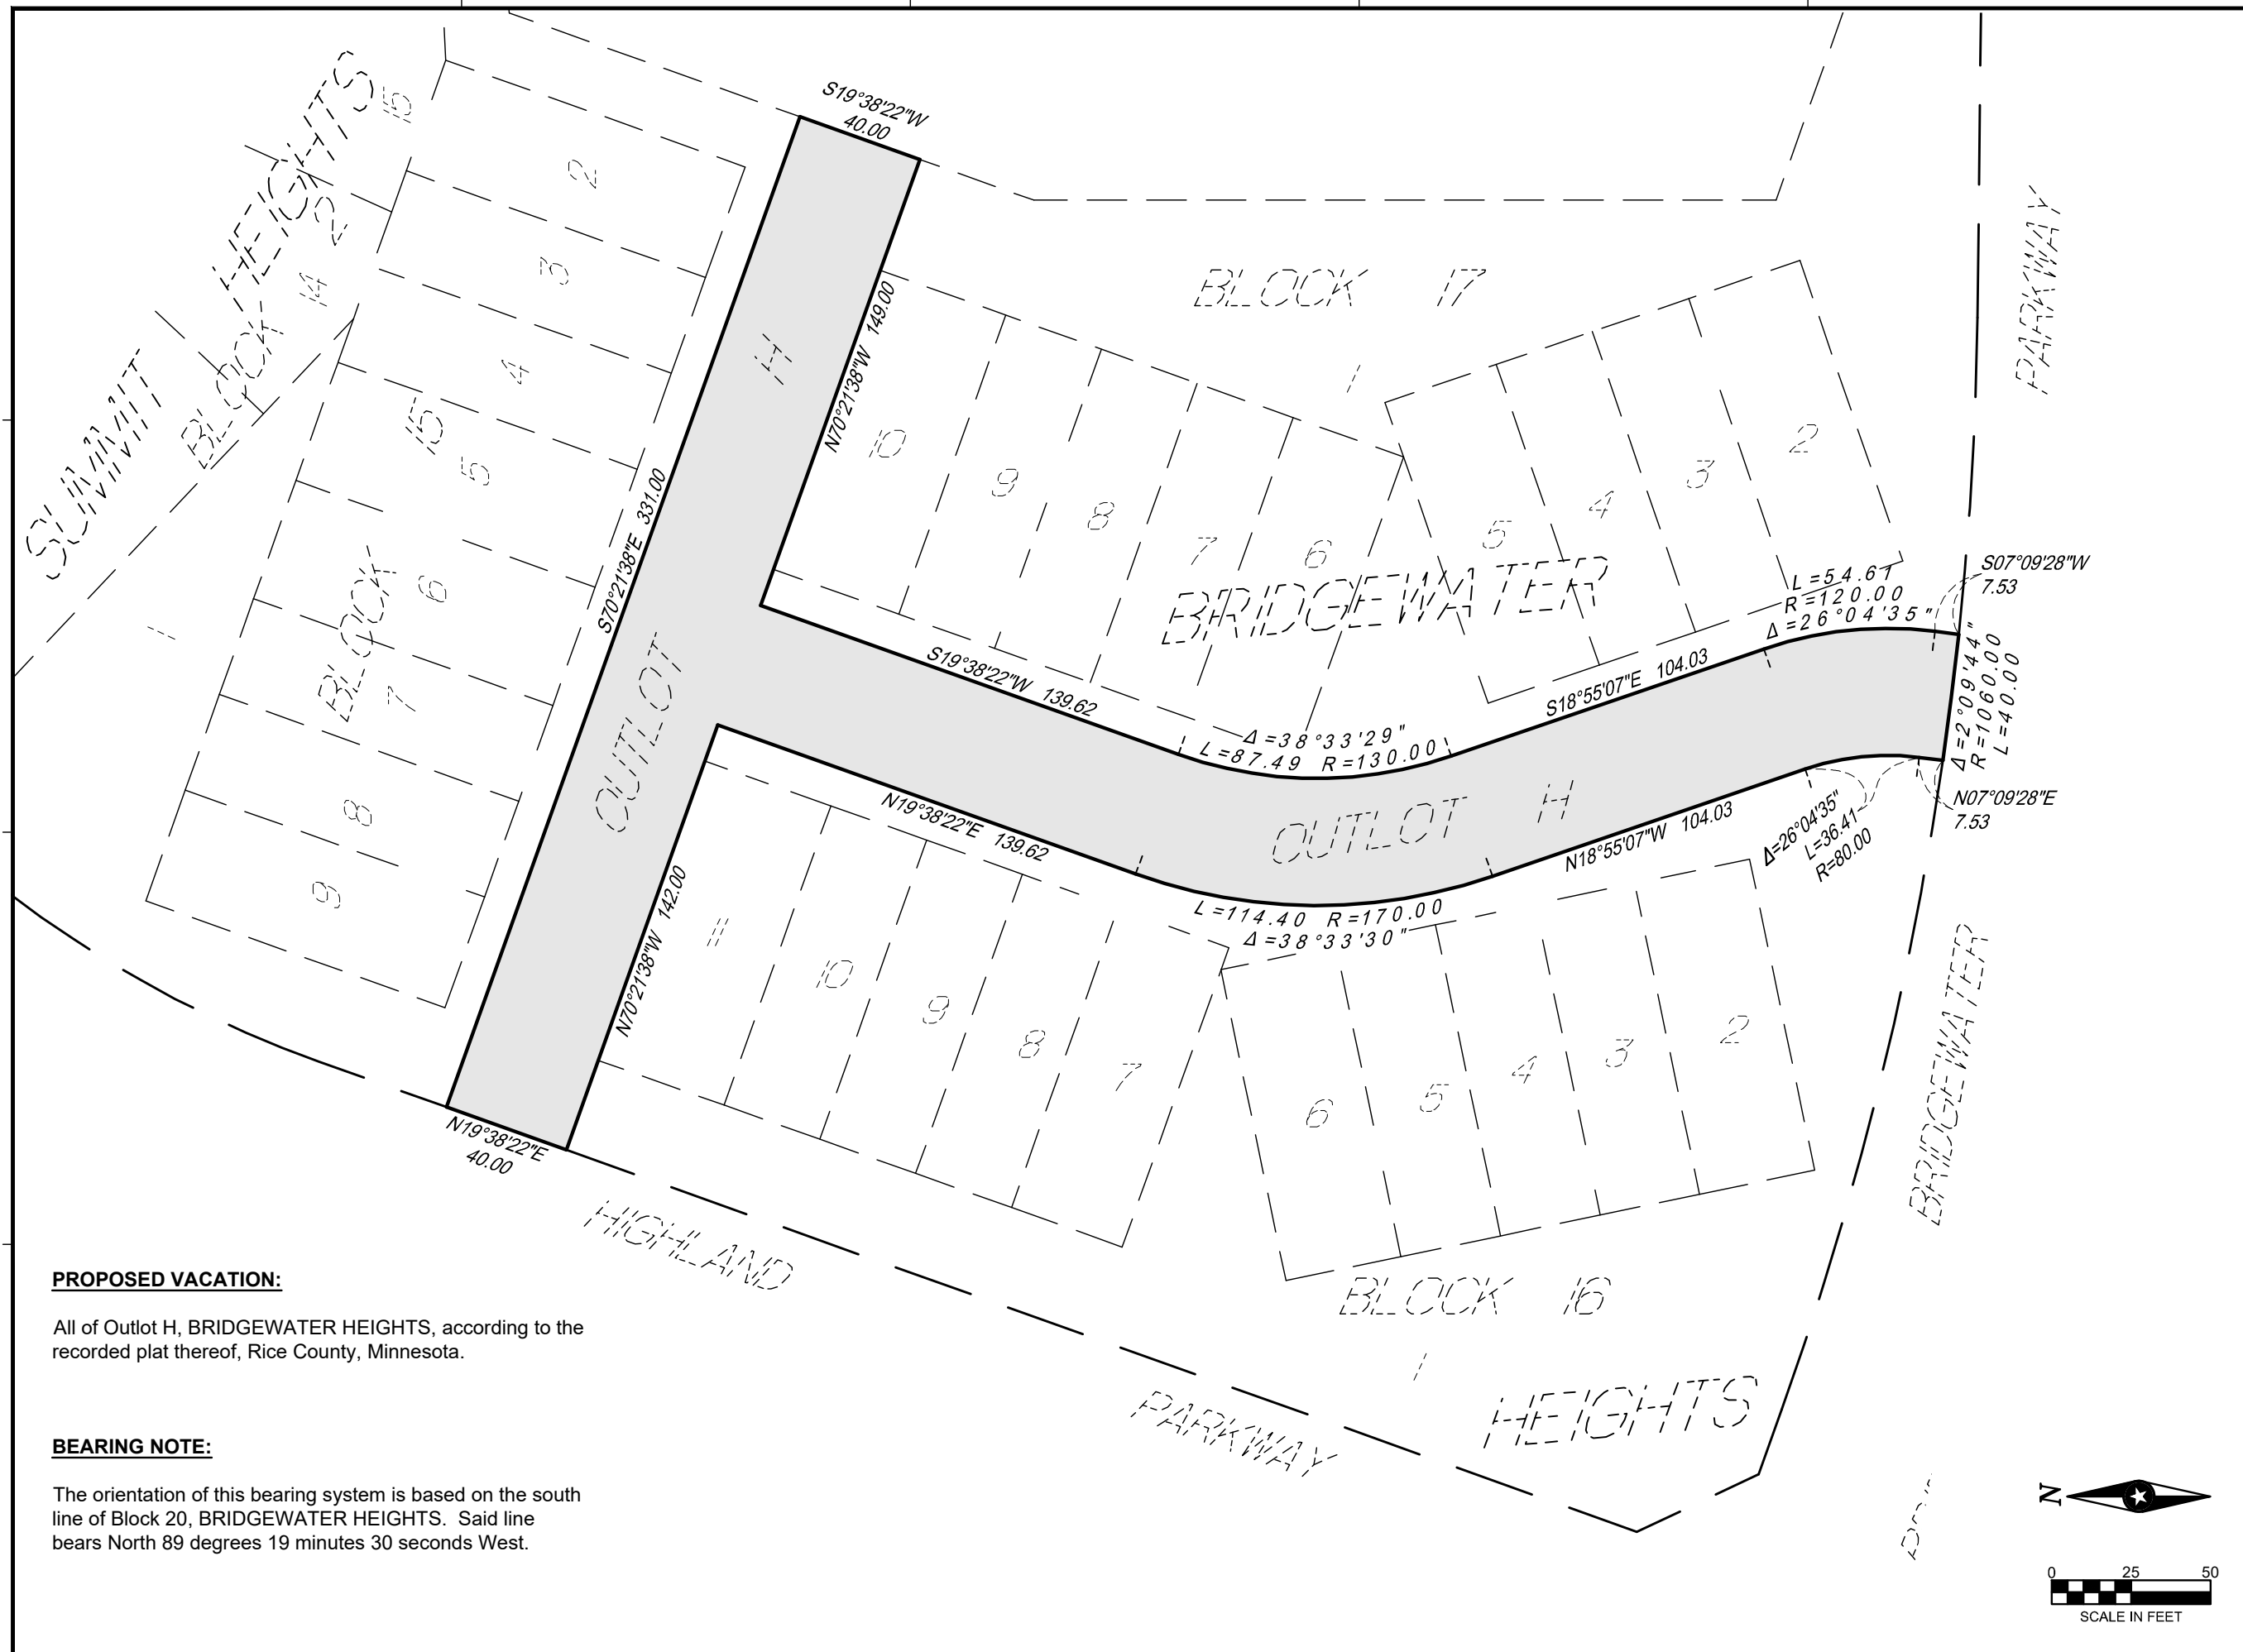 S19°38'22"W
40.00
SUMMIT HEIGHTS
BLOCK 2
15
14
2
3
4
5
6
7
8
9
1
BLOCK 15
S70°21'38"E 331.00
OUTLOT H
N70°21'38"W 149.00
BLOCK 17
1
10
9
8
7
6
5
4
3
2
BRIDGEWATER
PARKWAY
S19°38'22"W 139.62
Δ=38°33'29"
L=87.49 R=130.00
S18°55'07"E 104.03
L=54.61
R=120.00
Δ=26°04'35"
S07°09'28"W
7.53
Δ=2°09'44"
R=1060.00
L=40.00
N07°09'28"E
7.53
OUTLOT H
N19°38'22"E 139.62
L=114.40 R=170.00
Δ=38°33'30"
N18°55'07"W 104.03
Δ=26°04'35"
L=36.41
R=80.00
N70°21'38"W 142.00
11
10
9
8
7
6
5
4
3
2
BRIDGEWATER
N19°38'22"E
40.00
HIGHLAND
PARKWAY
BLOCK 16
1
HEIGHTS
PROPOSED VACATION:
All of Outlot H, BRIDGEWATER HEIGHTS, according to the
recorded plat thereof, Rice County, Minnesota.
BEARING NOTE:
The orientation of this bearing system is based on the south
line of Block 20, BRIDGEWATER HEIGHTS. Said line
bears North 89 degrees 19 minutes 30 seconds West.
N
0 25 50
SCALE IN FEET